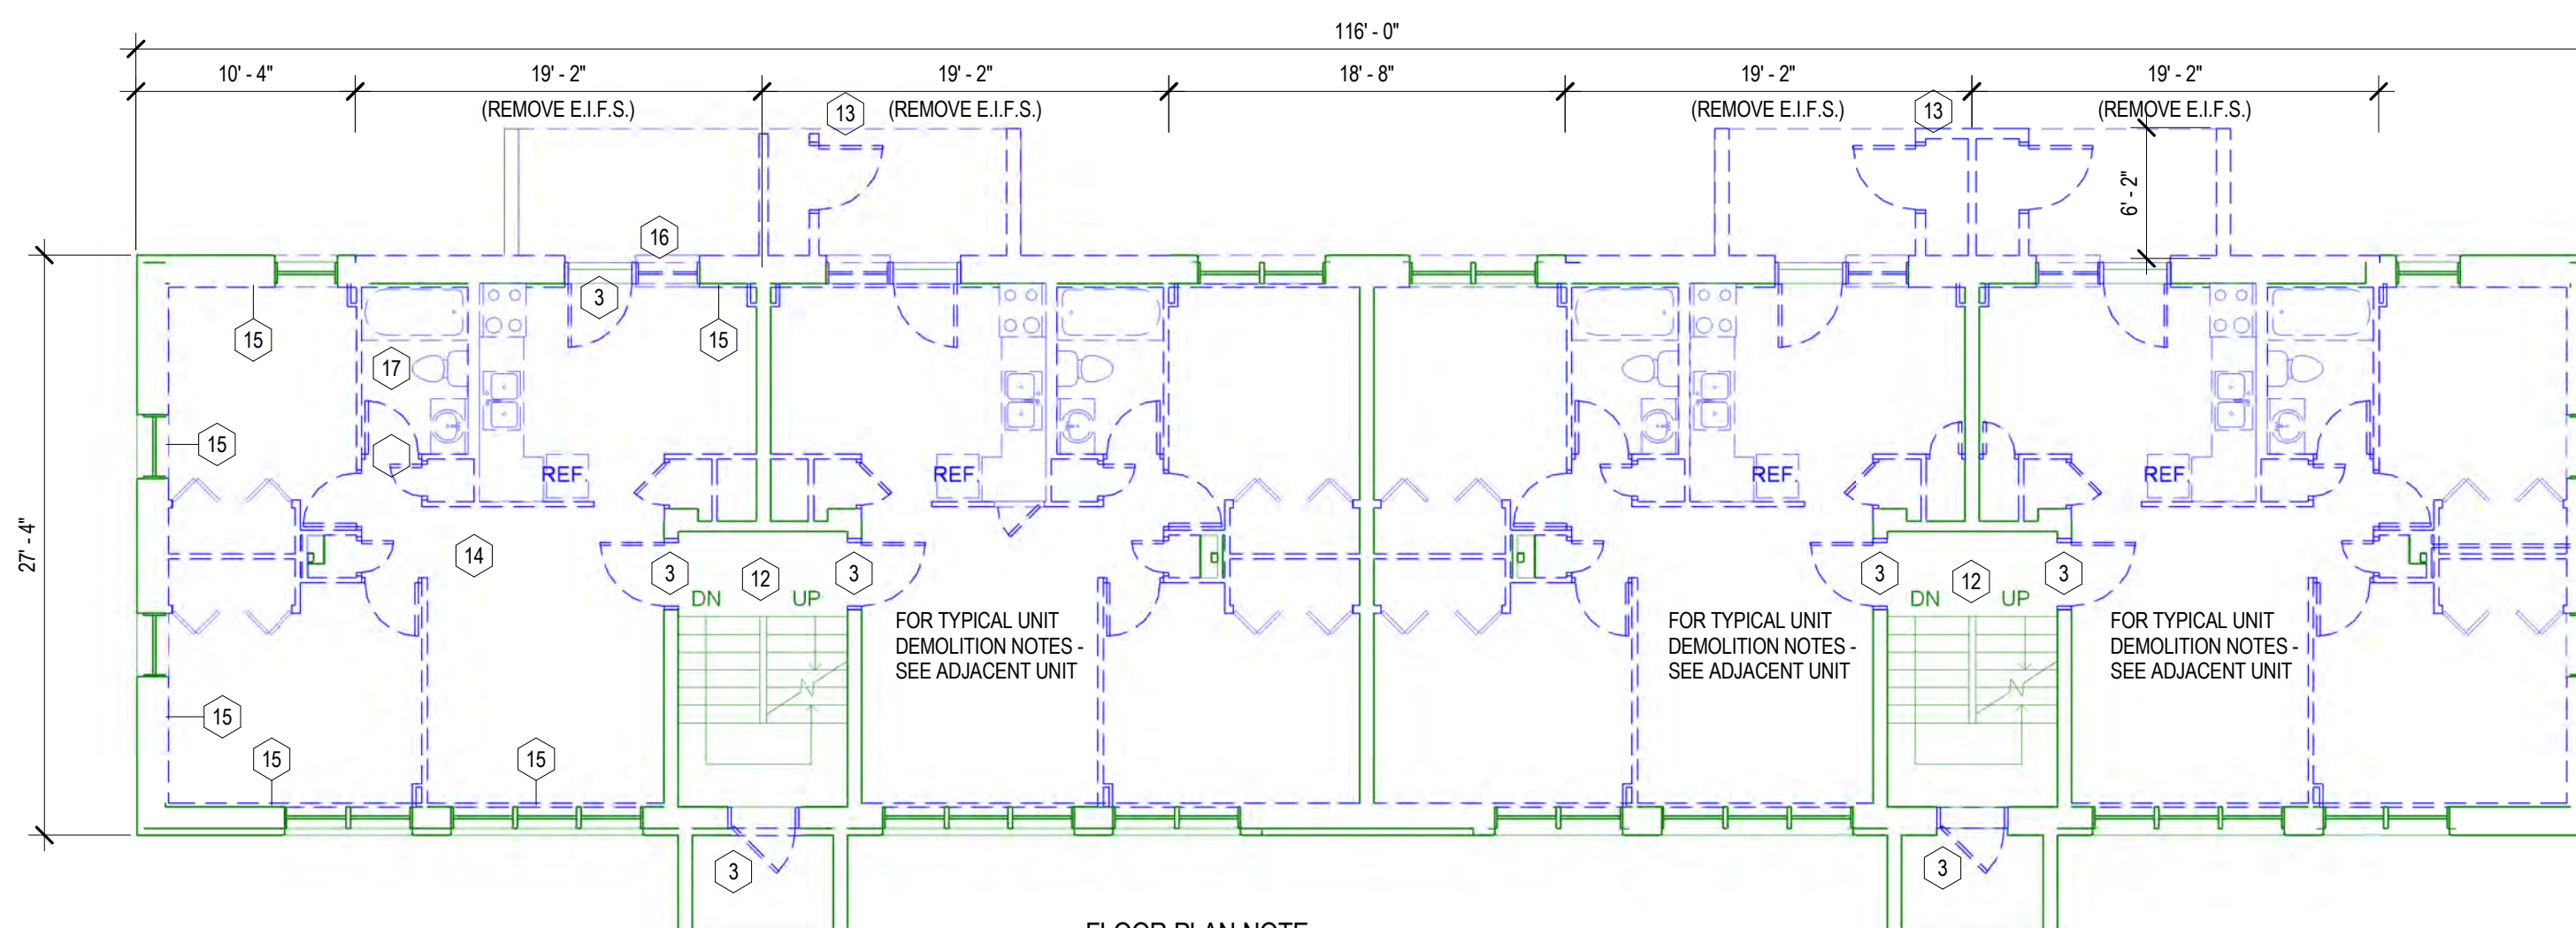 116' - 0"
10' - 4"
19' - 2"
19' - 2"
18' - 8"
19' - 2"
19' - 2"
(REMOVE E.I.F.S.)
13
(REMOVE E.I.F.S.)
(REMOVE E.I.F.S.)
13
(REMOVE E.I.F.S.)
6' - 2"
16
3
15
15
17
15
REF.
REF.
REF.
REF.
27' - 4"
14
3
12
3
3
12
3
DN
UP
DN
UP
FOR TYPICAL UNIT
DEMOLITION NOTES -
SEE ADJACENT UNIT
FOR TYPICAL UNIT
DEMOLITION NOTES -
SEE ADJACENT UNIT
FOR TYPICAL UNIT
DEMOLITION NOTES -
SEE ADJACENT UNIT
15
15
15
3
3
FLOOR PLAN NOTE